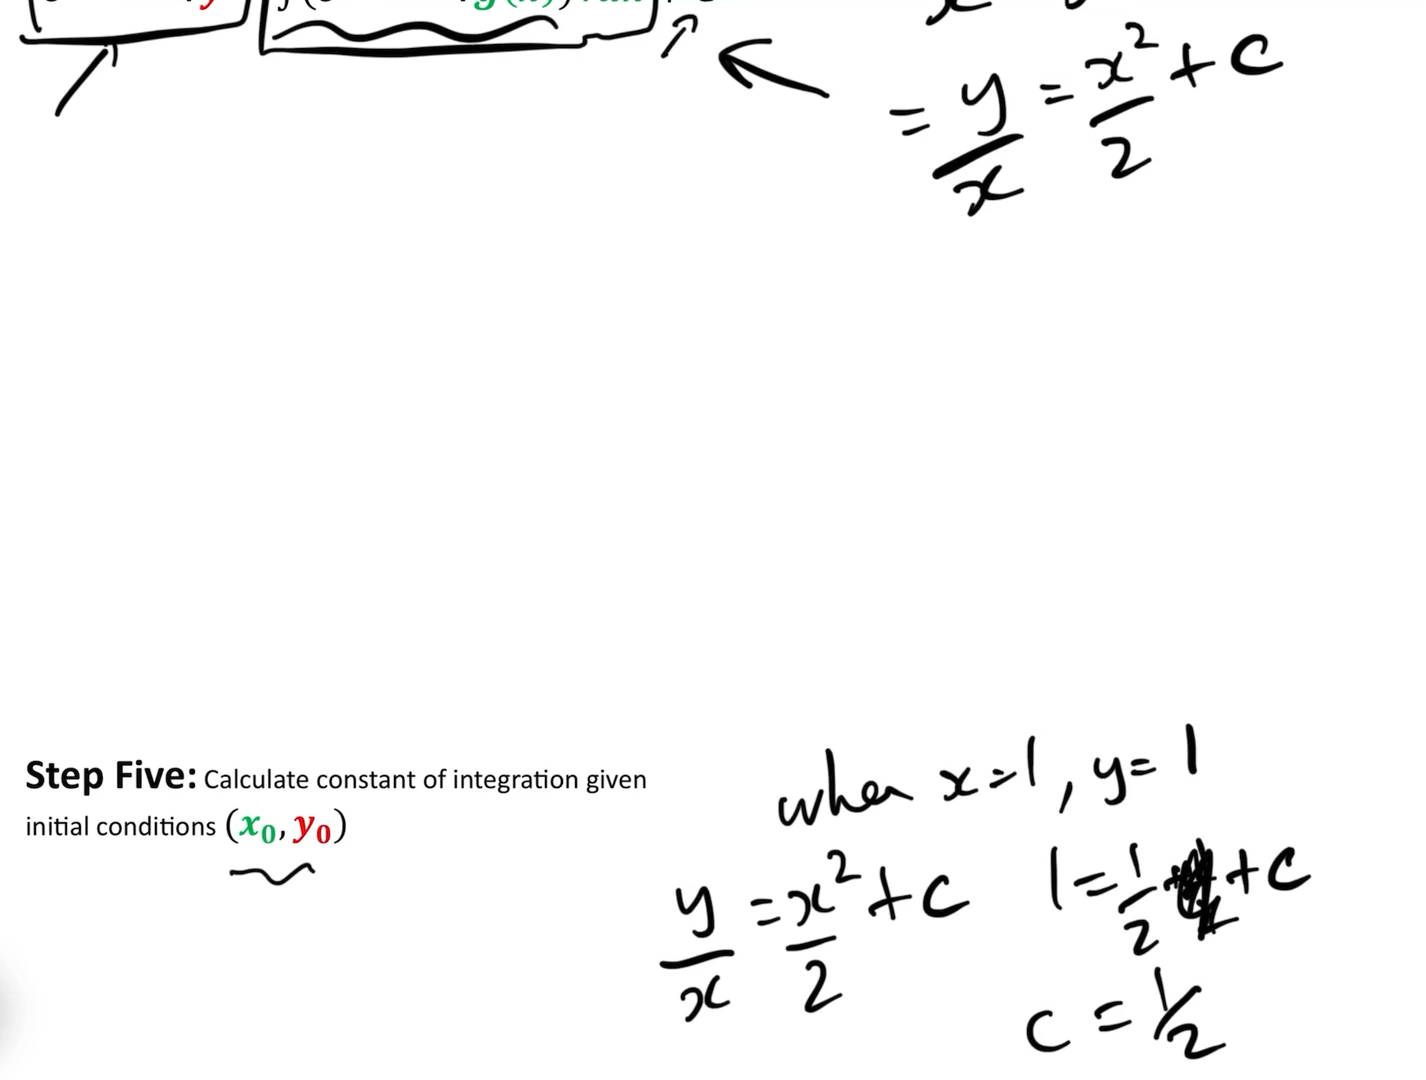 = y/x = x²/2 + c
Step Five: Calculate constant of integration given
initial conditions (x₀, y₀)
when x=1, y=1
y/x = x²/2 + c
1 = 1/2 + c
c = 1/2